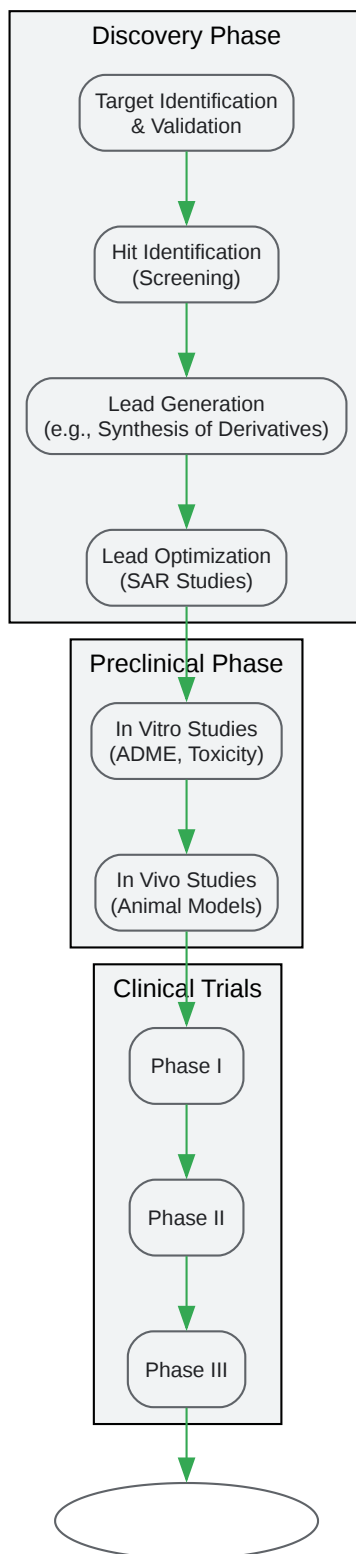 Discovery Phase
Target Identification
& Validation
Hit Identification
(Screening)
Lead Generation
(e.g., Synthesis of Derivatives)
Lead Optimization
(SAR Studies)
Preclinical Phase
In Vitro Studies
(ADME, Toxicity)
In Vivo Studies
(Animal Models)
Clinical Trials
Phase I
Phase II
Phase III